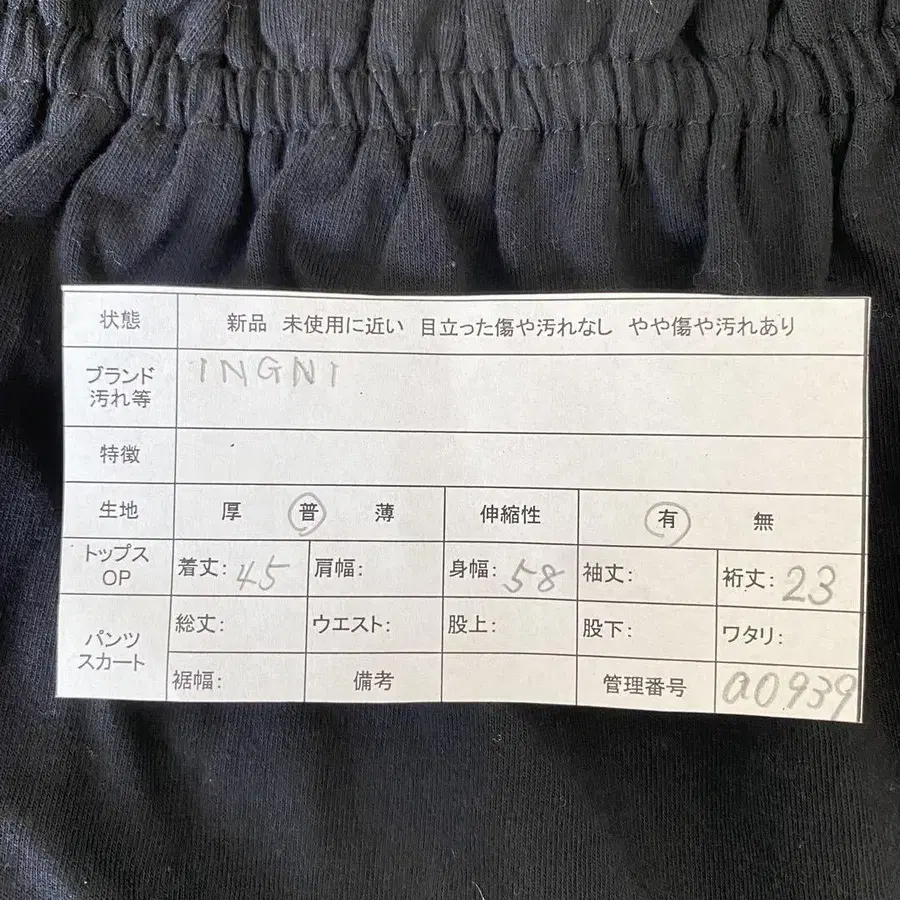 状態 新品 未使用に近い 目立った傷や汚れなし やや傷や汚れあり
ブランド INGNI
汚れ等
特徴
生地 厚 普 薄 伸縮性 有 無
トップス
OP 着丈: 45 肩幅: 身幅: 58 袖丈: 裄丈: 23
パンツ
スカート 総丈: ウエスト: 股上: 股下: ワタリ:
裾幅: 備考 管理番号 a0939